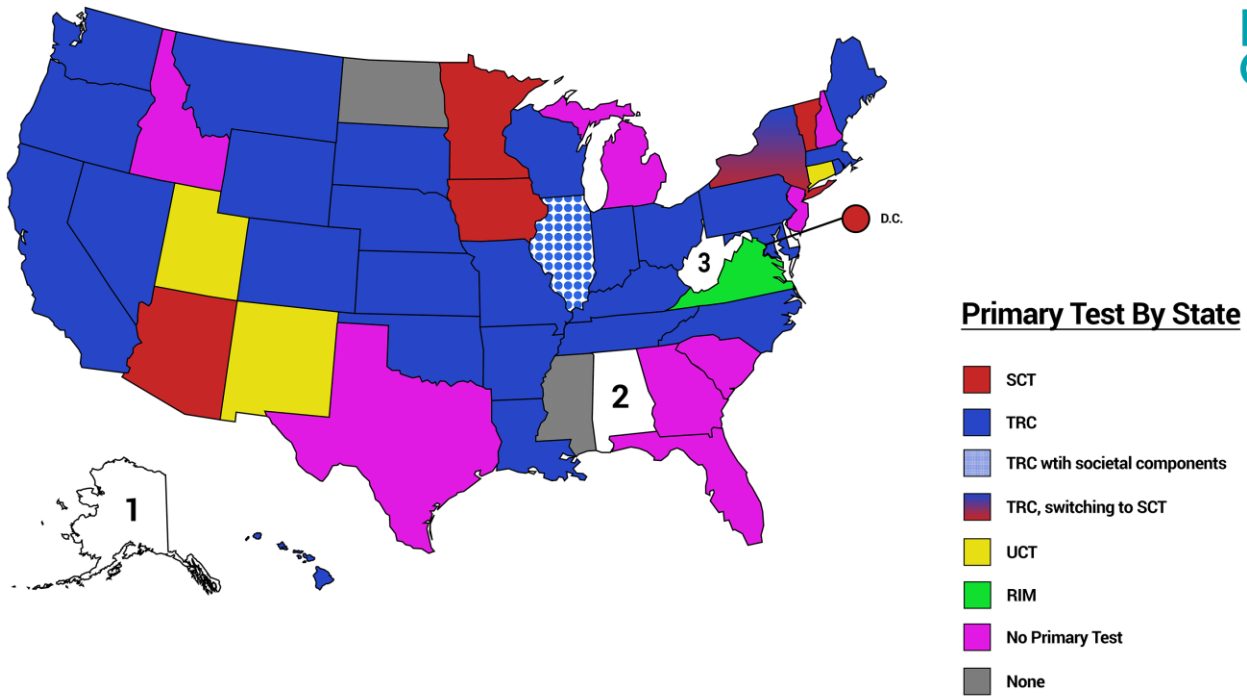 D.C.
3
2
1
Primary Test By State
SCT
TRC
TRC wtih societal components
TRC, switching to SCT
UCT
RIM
No Primary Test
None